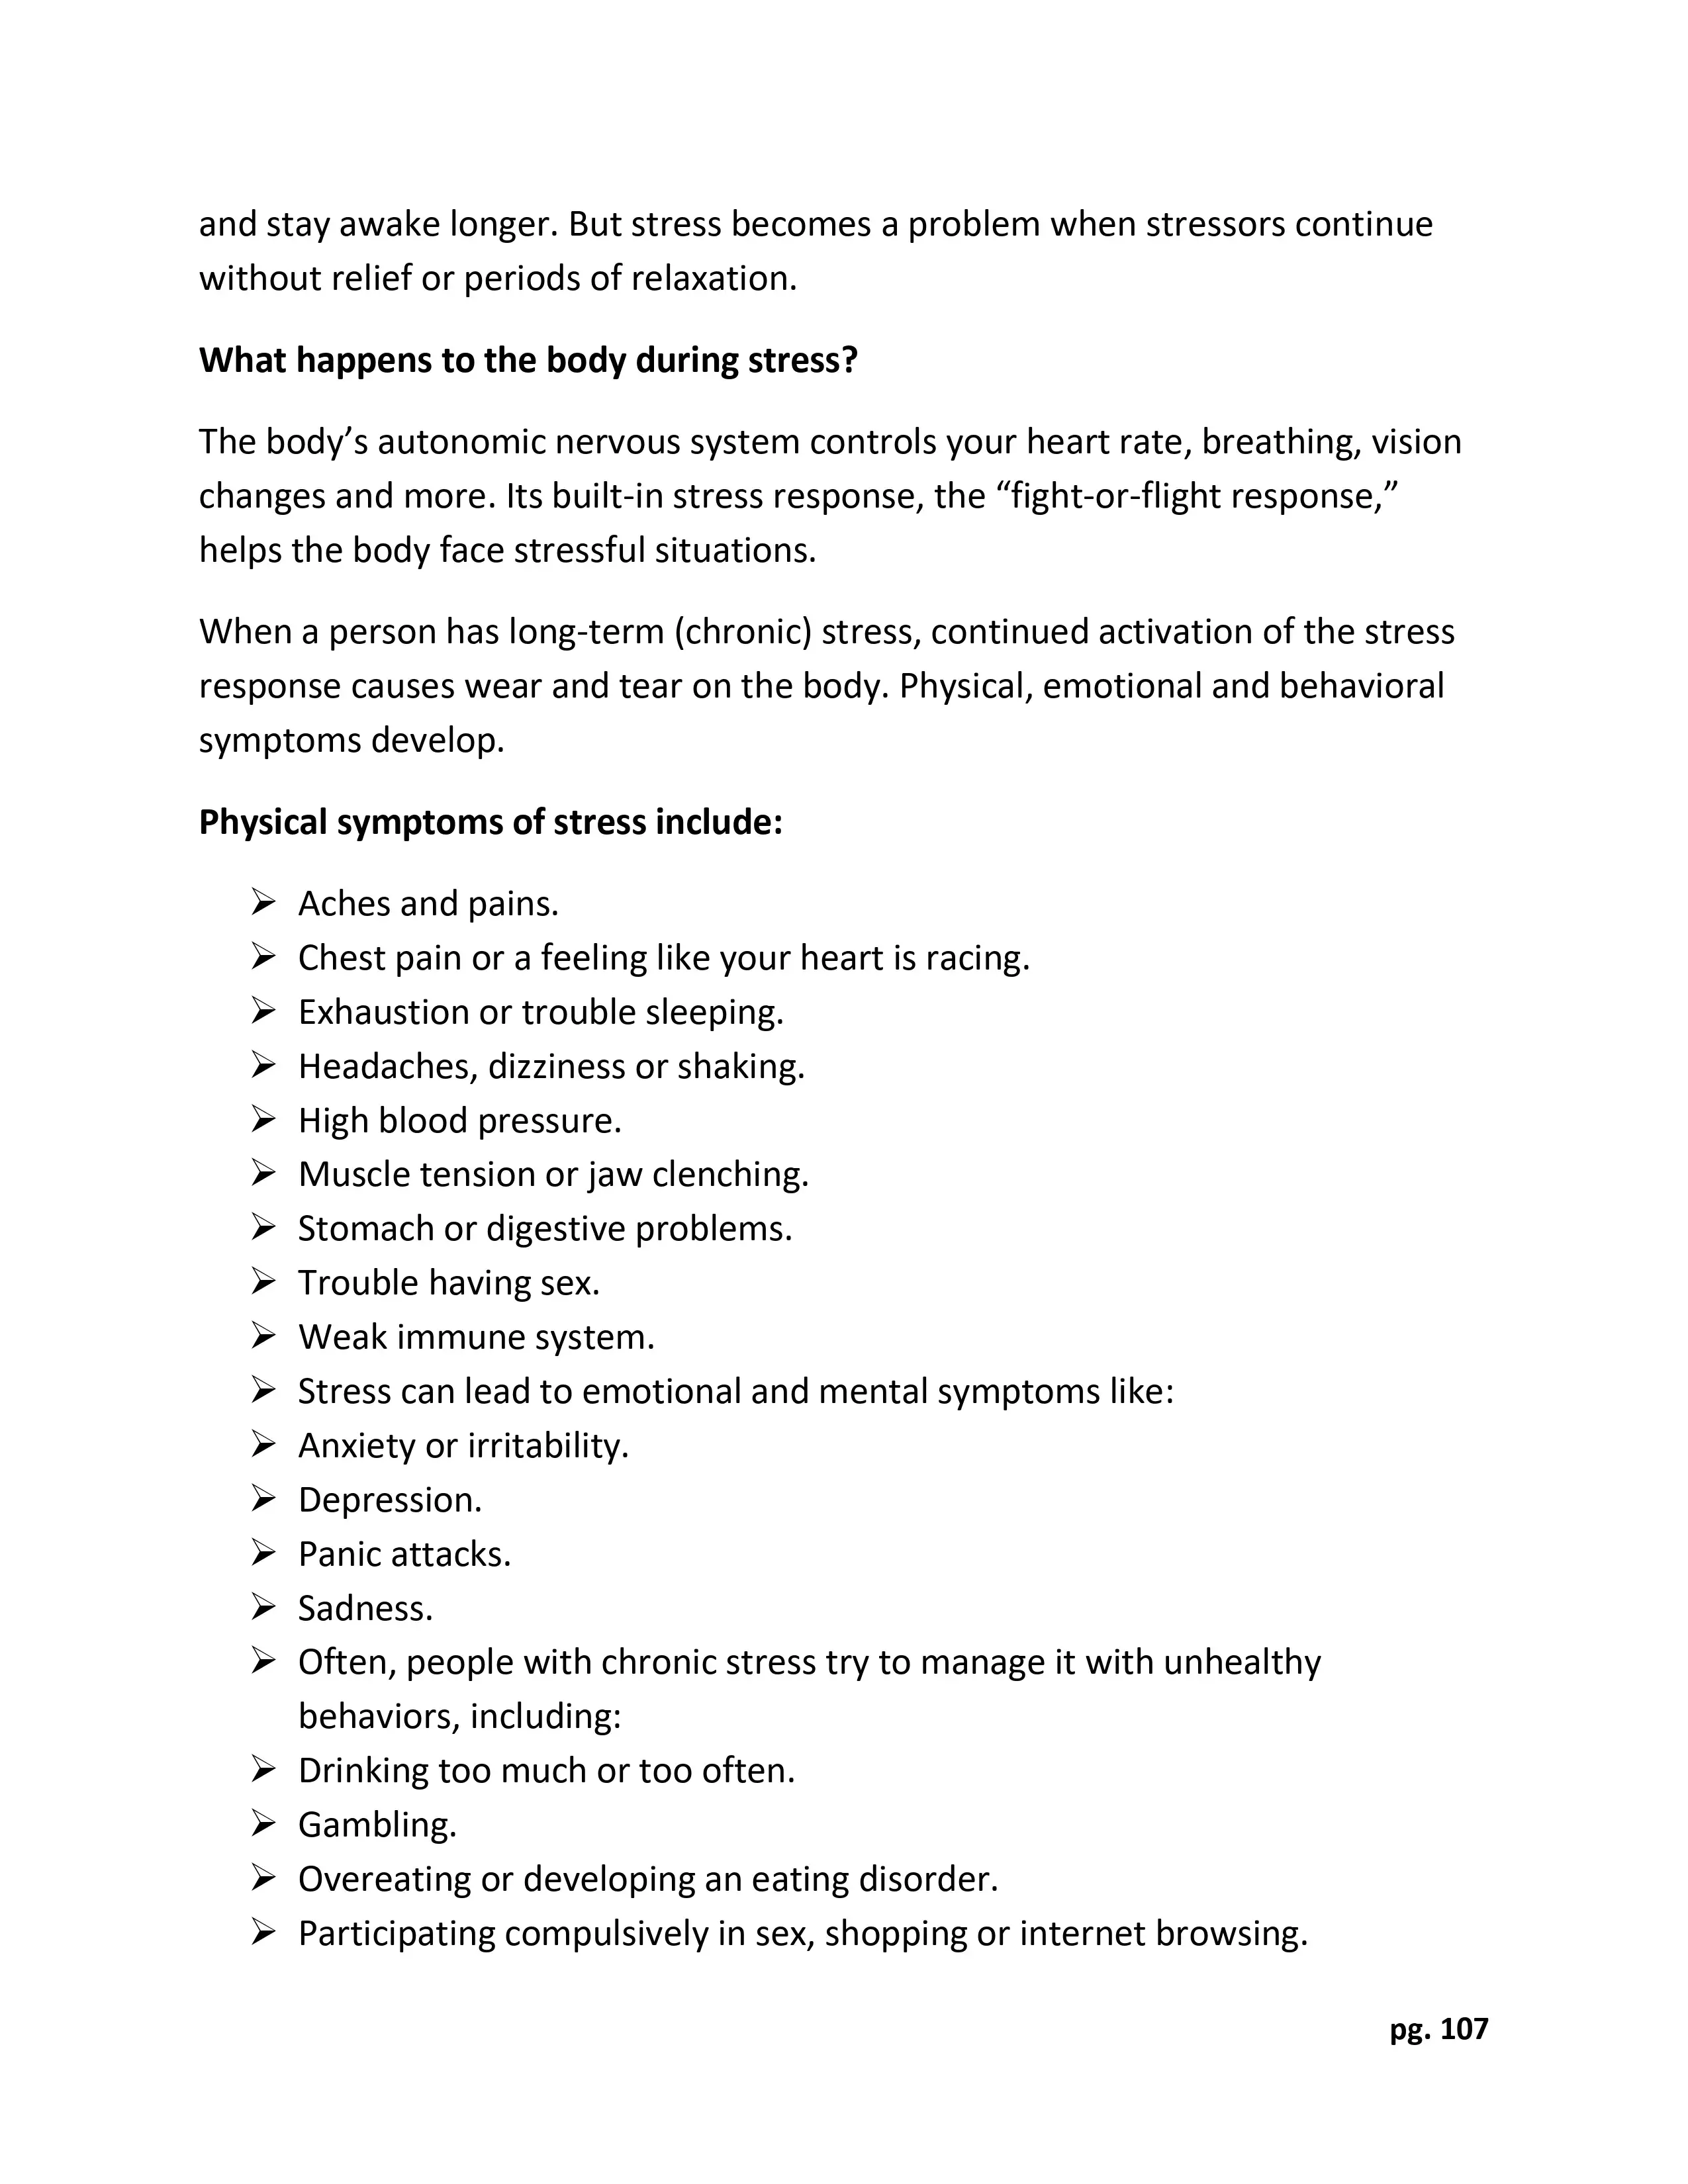 and stay awake longer. But stress becomes a problem when stressors continue
without relief or periods of relaxation.
What happens to the body during stress?
The body’s autonomic nervous system controls your heart rate, breathing, vision
changes and more. Its built-in stress response, the “fight-or-flight response,”
helps the body face stressful situations.
When a person has long-term (chronic) stress, continued activation of the stress
response causes wear and tear on the body. Physical, emotional and behavioral
symptoms develop.
Physical symptoms of stress include:
➢ Aches and pains.
➢ Chest pain or a feeling like your heart is racing.
➢ Exhaustion or trouble sleeping.
➢ Headaches, dizziness or shaking.
➢ High blood pressure.
➢ Muscle tension or jaw clenching.
➢ Stomach or digestive problems.
➢ Trouble having sex.
➢ Weak immune system.
➢ Stress can lead to emotional and mental symptoms like:
➢ Anxiety or irritability.
➢ Depression.
➢ Panic attacks.
➢ Sadness.
➢ Often, people with chronic stress try to manage it with unhealthy
behaviors, including:
➢ Drinking too much or too often.
➢ Gambling.
➢ Overeating or developing an eating disorder.
➢ Participating compulsively in sex, shopping or internet browsing.
pg. 107